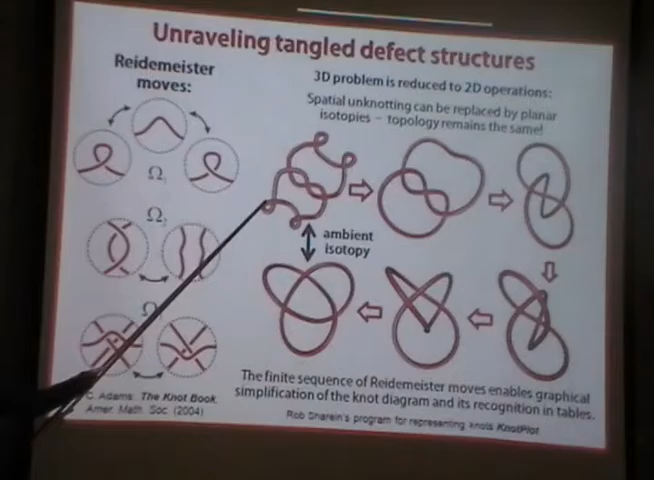 Unraveling tangled defect structures
Reidemeister
moves:
3D problem is reduced to 2D operations:
Spatial unknotting can be replaced by planar
isotopies – topology remains the same!
Ω
Ω
Ω
ambient
isotopy
The finite sequence of Reidemeister moves enables graphical
simplification of the knot diagram and its recognition in tables.
C. Adams: The Knot Book,
Amer. Math. Soc. (2004)
Rob Sharein's program for representing knots KnotPlot